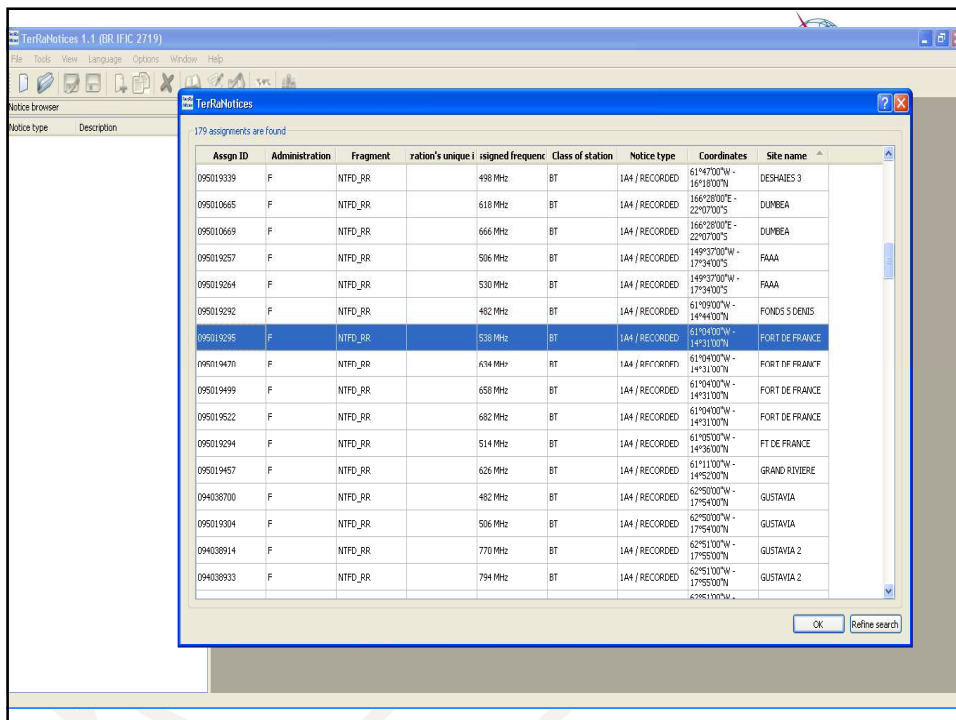 TerRaNotices 1.1 (BR IFIC 2719)
File Tools View Language Options Window Help
Notice browser
Notice type Description
TerRaNotices
179 assignments are found
Assgn ID Administration Fragment ration's unique i ssigned frequenc Class of station Notice type Coordinates Site name
095019339 F NTFD_RR 498 MHz BT 1A4 / RECORDED 61°47'00"W - 16°18'00"N DESHAIES 3
095010665 F NTFD_RR 618 MHz BT 1A4 / RECORDED 166°28'00"E - 22°07'00"S DUMBEA
095010669 F NTFD_RR 666 MHz BT 1A4 / RECORDED 166°28'00"E - 22°07'00"S DUMBEA
095019257 F NTFD_RR 506 MHz BT 1A4 / RECORDED 149°37'00"W - 17°34'00"S FAAA
095019264 F NTFD_RR 530 MHz BT 1A4 / RECORDED 149°37'00"W - 17°34'00"S FAAA
095019292 F NTFD_RR 482 MHz BT 1A4 / RECORDED 61°09'00"W - 14°44'00"N FONDS S DENIS
095019295 F NTFD_RR 538 MHz BT 1A4 / RECORDED 61°04'00"W - 14°31'00"N FORT DE FRANCE
095019470 F NTFD_RR 634 MHz BT 1A4 / RECORDED 61°04'00"W - 14°31'00"N FORT DE FRANCE
095019499 F NTFD_RR 658 MHz BT 1A4 / RECORDED 61°04'00"W - 14°31'00"N FORT DE FRANCE
095019522 F NTFD_RR 682 MHz BT 1A4 / RECORDED 61°04'00"W - 14°31'00"N FORT DE FRANCE
095019294 F NTFD_RR 514 MHz BT 1A4 / RECORDED 61°05'00"W - 14°36'00"N FT DE FRANCE
095019457 F NTFD_RR 626 MHz BT 1A4 / RECORDED 61°11'00"W - 14°52'00"N GRAND RIVIERE
094038700 F NTFD_RR 482 MHz BT 1A4 / RECORDED 62°50'00"W - 17°54'00"N GUSTAVIA
095019304 F NTFD_RR 506 MHz BT 1A4 / RECORDED 62°50'00"W - 17°54'00"N GUSTAVIA
094038914 F NTFD_RR 770 MHz BT 1A4 / RECORDED 62°51'00"W - 17°55'00"N GUSTAVIA 2
094038933 F NTFD_RR 794 MHz BT 1A4 / RECORDED 62°51'00"W - 17°55'00"N GUSTAVIA 2
62°51'00"W -
OK Refine search